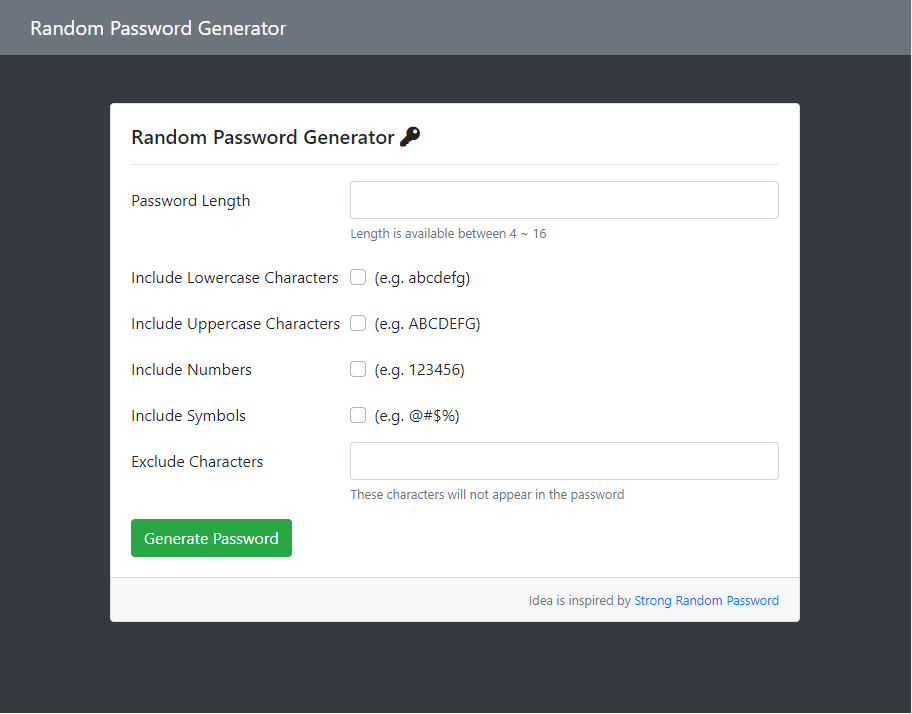 Random Password Generator
Random Password Generator
Password Length
Length is available between 4 ~ 16
Include Lowercase Characters (e.g. abcdefg)
Include Uppercase Characters (e.g. ABCDEFG)
Include Numbers (e.g. 123456)
Include Symbols (e.g. @#$%)
Exclude Characters
These characters will not appear in the password
Generate Password
Idea is inspired by Strong Random Password